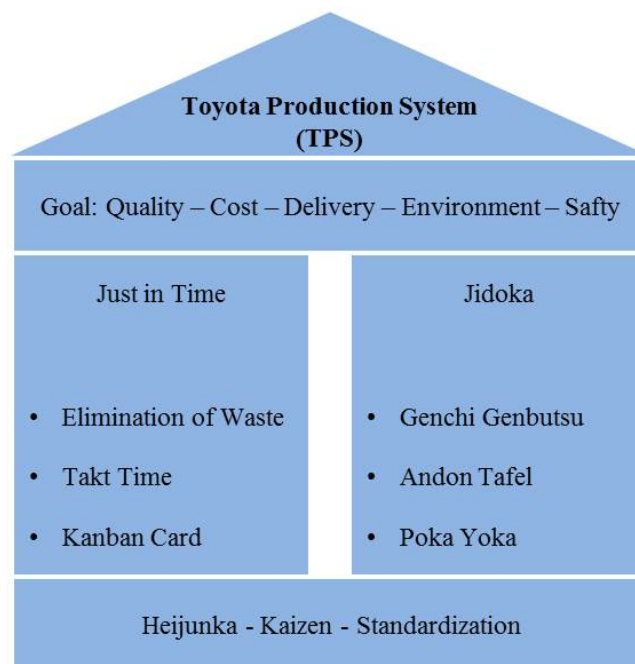 Toyota Production System
(TPS)
Goal: Quality – Cost – Delivery – Environment – Safty
Just in Time
• Elimination of Waste
• Takt Time
• Kanban Card
Jidoka
• Genchi Genbutsu
• Andon Tafel
• Poka Yoka
Heijunka - Kaizen - Standardization